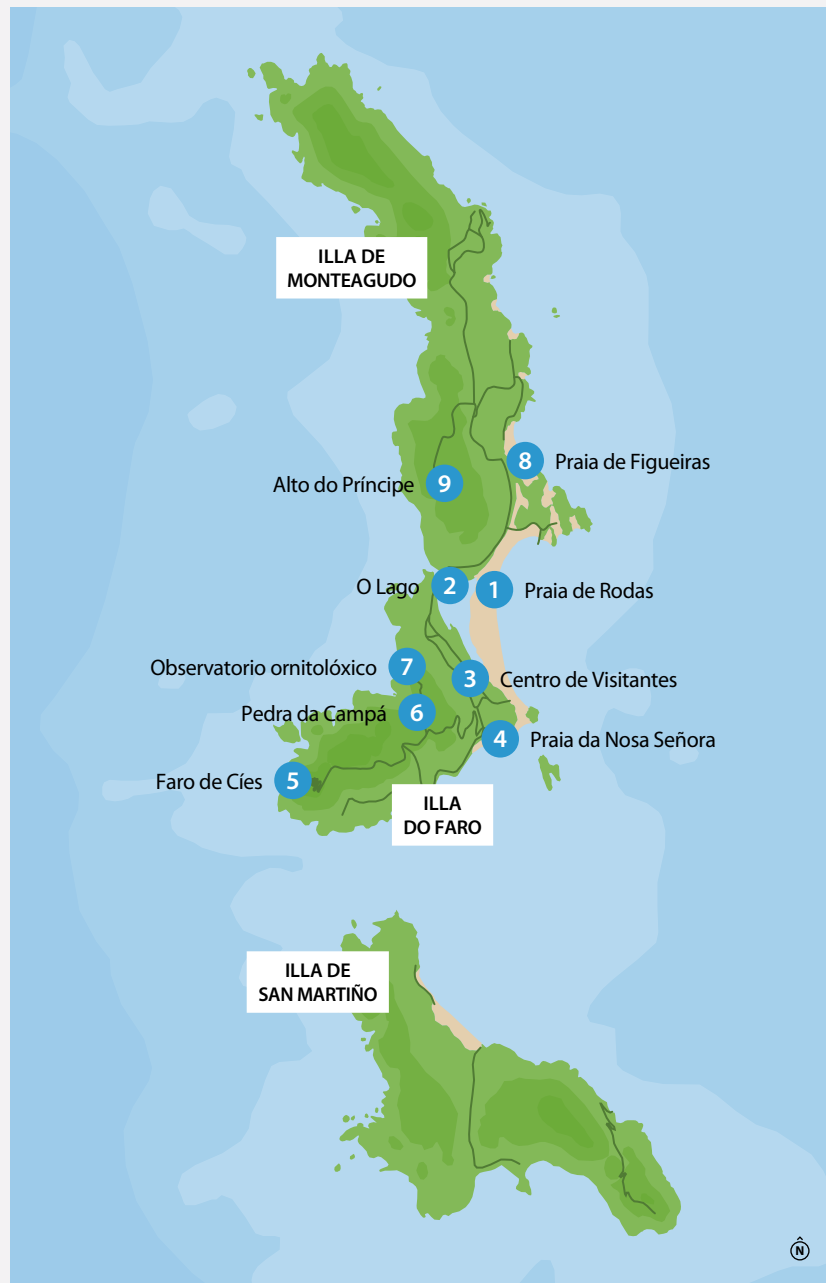 ILLA DE
MONTEAGUDO
8 Praia de Figueiras
Alto do Príncipe 9
O Lago 2
1 Praia de Rodas
Observatorio ornitolóxico 7
3 Centro de Visitantes
Pedra da Campá 6
4 Praia da Nosa Señora
Faro de Cíes 5
ILLA
DO FARO
ILLA DE
SAN MARTIÑO
N